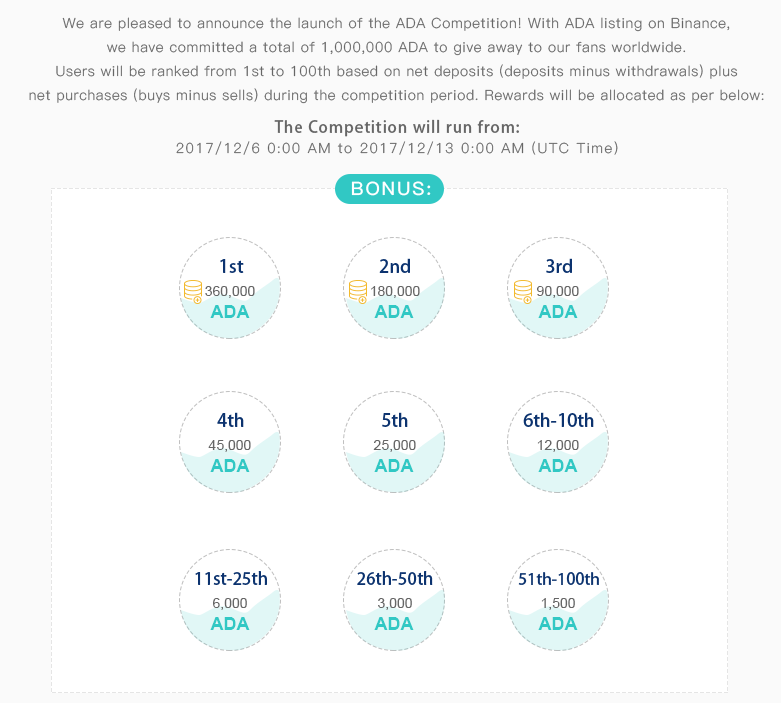 We are pleased to announce the launch of the ADA Competition! With ADA listing on Binance,
we have committed a total of 1,000,000 ADA to give away to our fans worldwide.
Users will be ranked from 1st to 100th based on net deposits (deposits minus withdrawals) plus
net purchases (buys minus sells) during the competition period. Rewards will be allocated as per below:
The Competition will run from:
2017/12/6 0:00 AM to 2017/12/13 0:00 AM (UTC Time)
BONUS:
1st
360,000
ADA
2nd
180,000
ADA
3rd
90,000
ADA
4th
45,000
ADA
5th
25,000
ADA
6th-10th
12,000
ADA
11st-25th
6,000
ADA
26th-50th
3,000
ADA
51th-100th
1,500
ADA